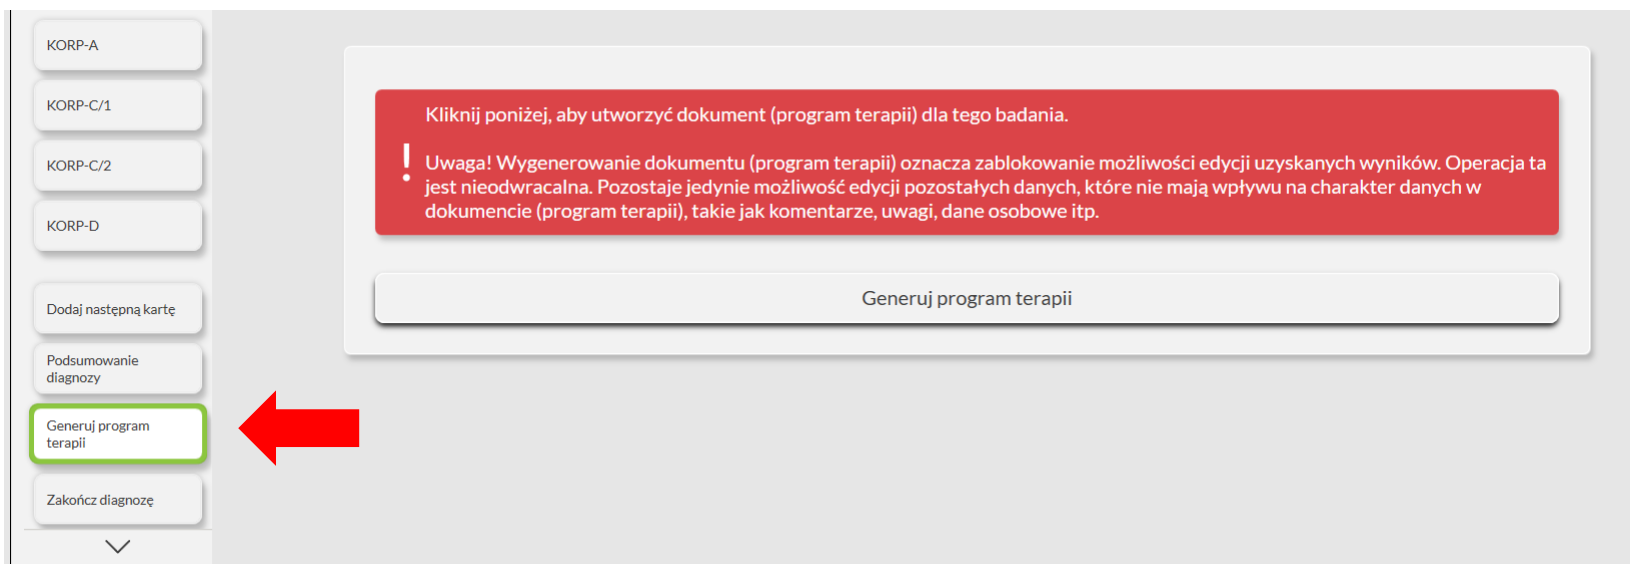 KORP-A
KORP-C/1
KORP-C/2
KORP-D
Dodaj następną kartę
Podsumowanie
diagnozy
Generuj program
terapii
Zakończ diagnozę
Kliknij poniżej, aby utworzyć dokument (program terapii) dla tego badania.
! Uwaga! Wygenerowanie dokumentu (program terapii) oznacza zablokowanie możliwości edycji uzyskanych wyników. Operacja ta
jest nieodwracalna. Pozostaje jedynie możliwość edycji pozostałych danych, które nie mają wpływu na charakter danych w
dokumencie (program terapii), takie jak komentarze, uwagi, dane osobowe itp.
Generuj program terapii